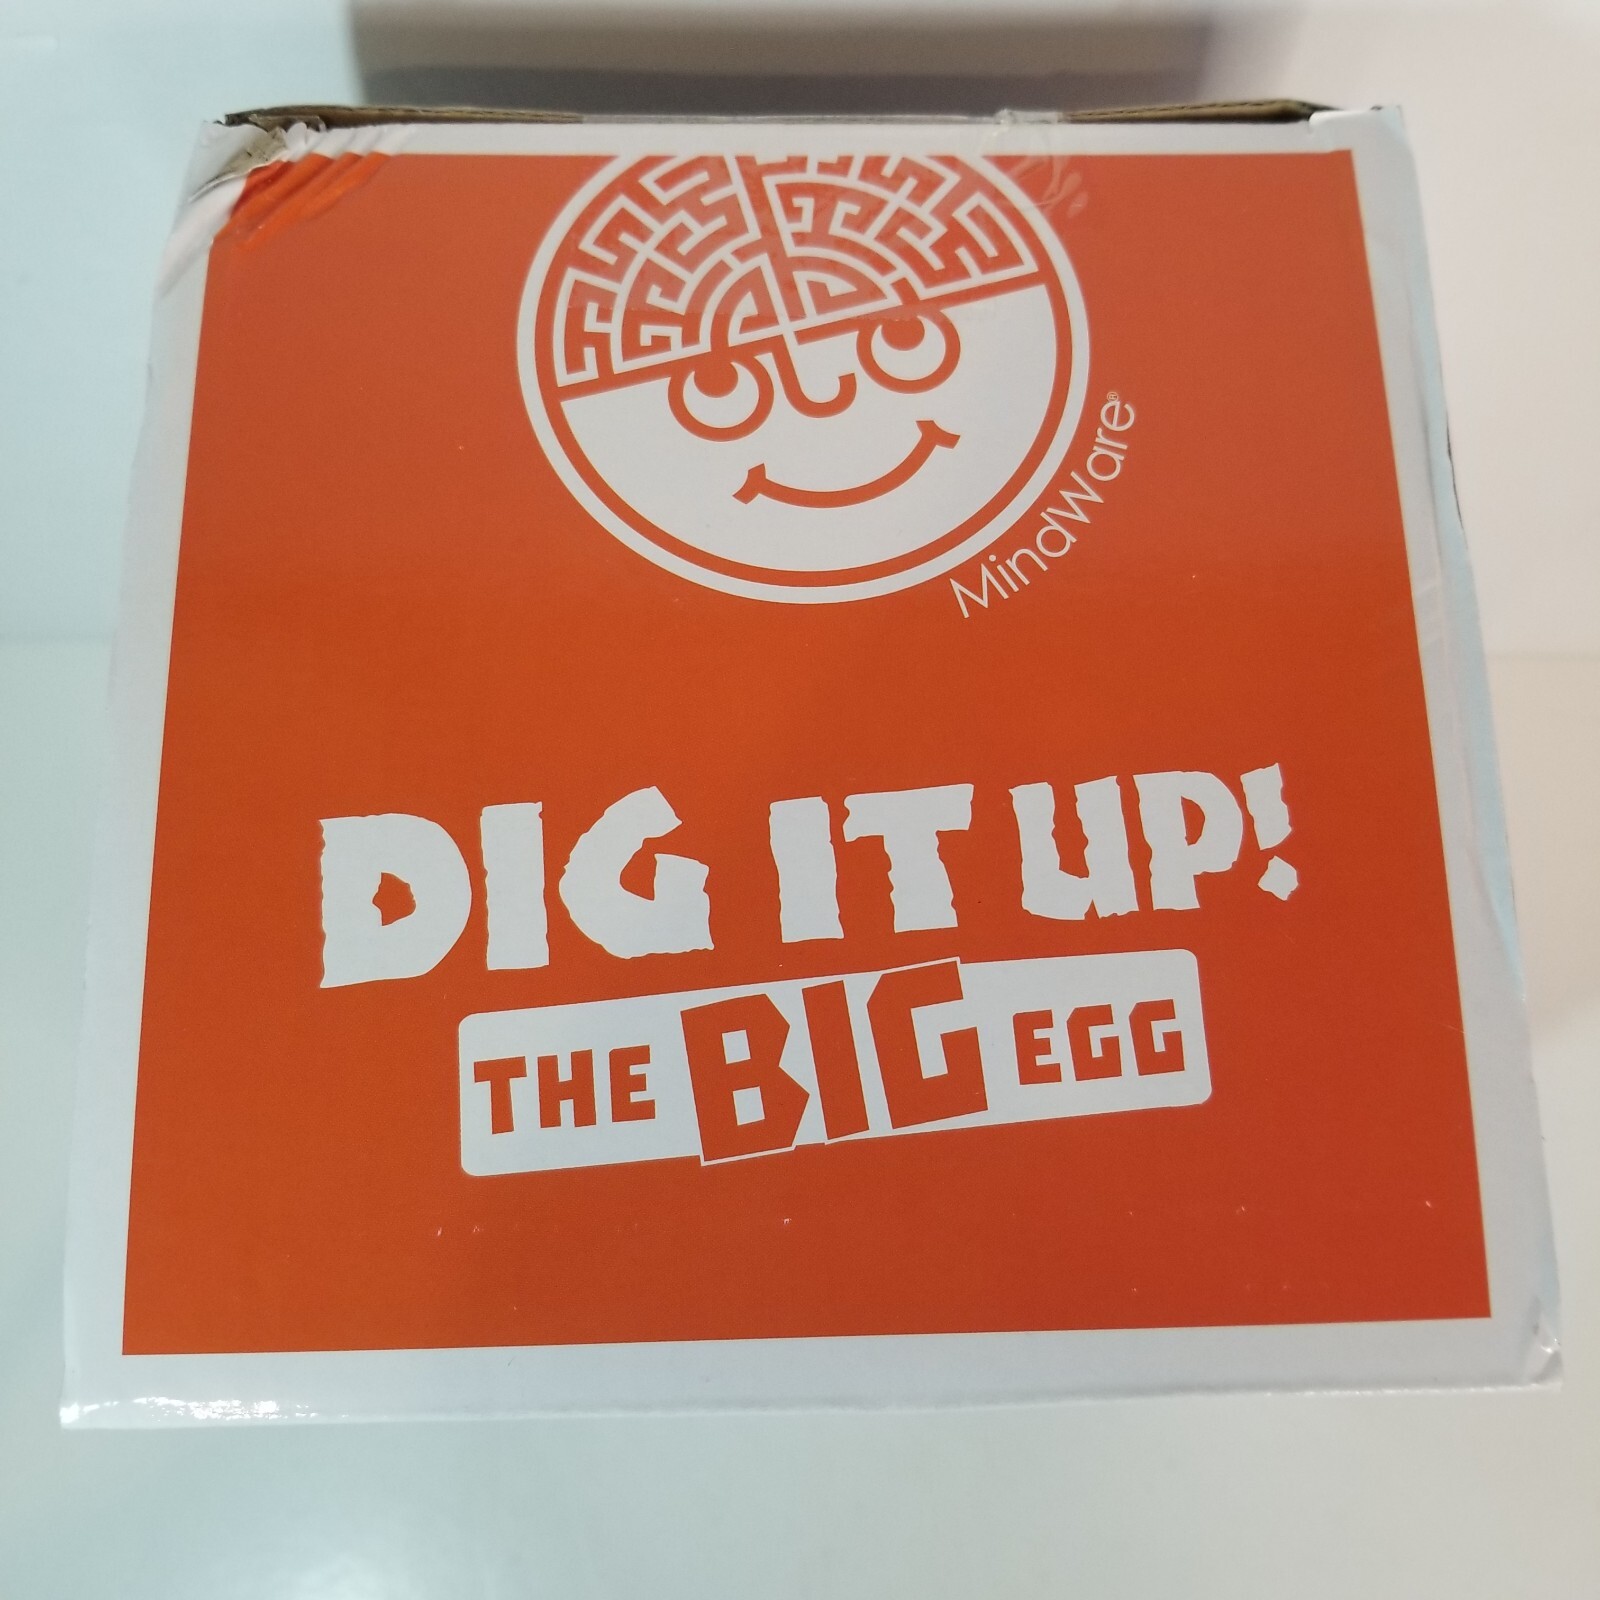 MindWare®
DIG IT UP!
THE BIG EGG